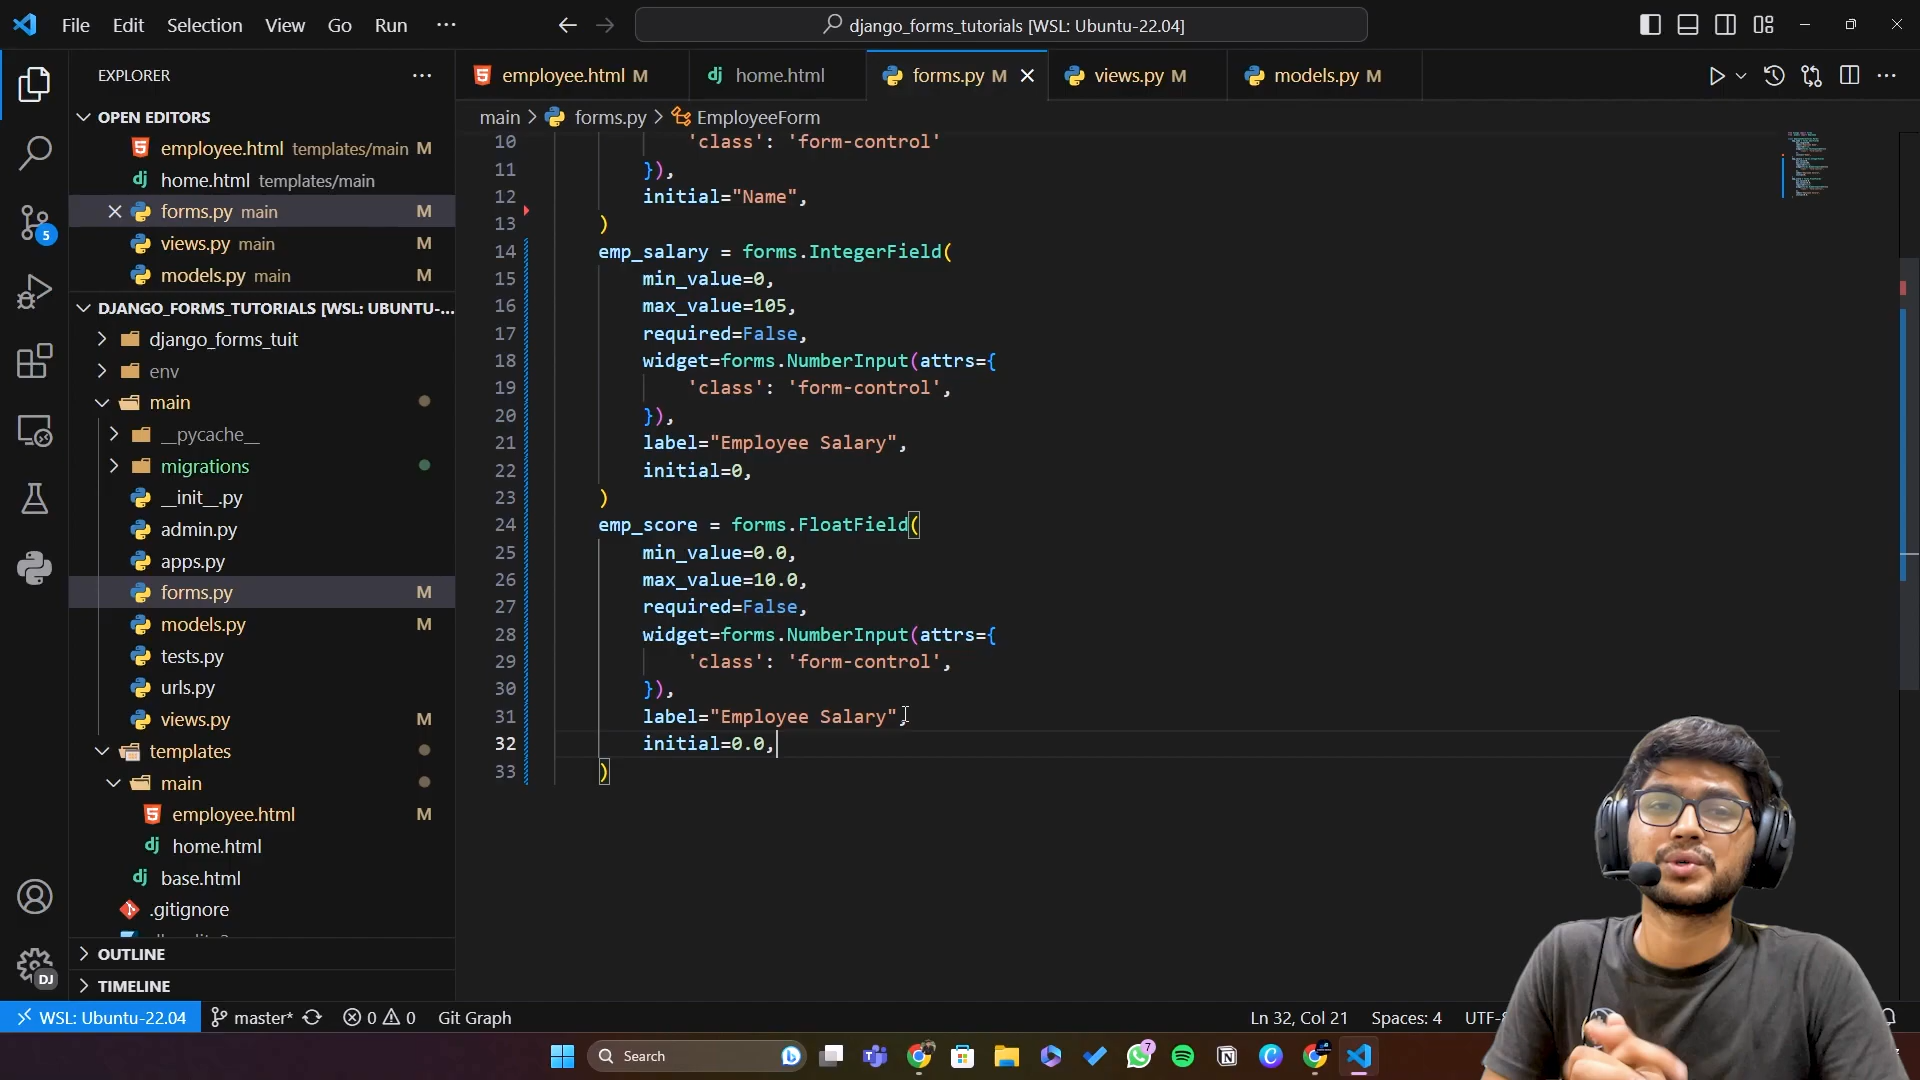 File Edit Selection View Go Run ···
django_forms_tutorials [WSL: Ubuntu-22.04]
EXPLORER
OPEN EDITORS
employee.html templates/main M
home.html templates/main
forms.py main M
views.py main M
models.py main M
DJANGO_FORMS_TUTORIALS [WSL: UBUNTU-...
django_forms_tuit
env
main
__pycache__
migrations
__init__.py
admin.py
apps.py
forms.py M
models.py M
tests.py
urls.py
views.py M
templates
main
employee.html M
home.html
base.html
.gitignore
OUTLINE
TIMELINE
5
DJ
employee.html M home.html forms.py M views.py M models.py M
main > forms.py > EmployeeForm
10 'class': 'form-control'
11 }),
12 initial="Name",
13 )
14 emp_salary = forms.IntegerField(
15 min_value=0,
16 max_value=105,
17 required=False,
18 widget=forms.NumberInput(attrs={
19 'class': 'form-control',
20 }),
21 label="Employee Salary",
22 initial=0,
23 )
24 emp_score = forms.FloatField(
25 min_value=0.0,
26 max_value=10.0,
27 required=False,
28 widget=forms.NumberInput(attrs={
29 'class': 'form-control',
30 }),
31 label="Employee Salary",
32 initial=0.0,
33 )
WSL: Ubuntu-22.04 master* 0 0 Git Graph Ln 32, Col 21 Spaces: 4
Search
7